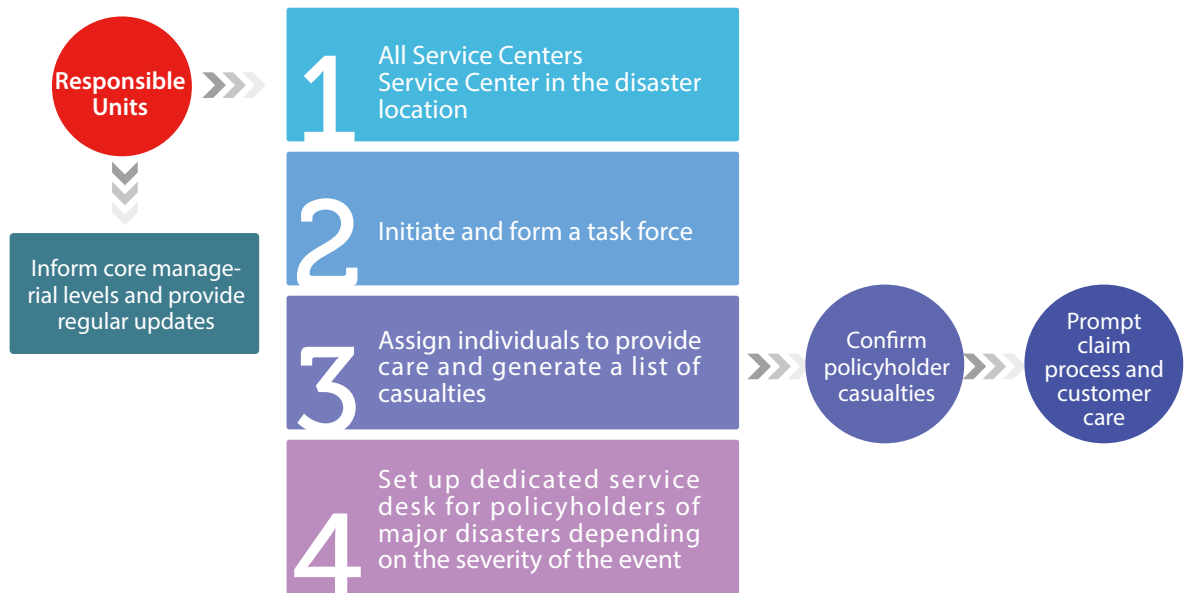 Responsible
Units
Inform core manage-
rial levels and provide
regular updates
1
All Service Centers
Service Center in the disaster
location
2
Initiate and form a task force
3
Assign individuals to provide
care and generate a list of
casualties
4
Set up dedicated service
desk for policyholders of
major disasters depending
on the severity of the event
Confirm
policyholder
casualties
Prompt
claim
process and
customer
care